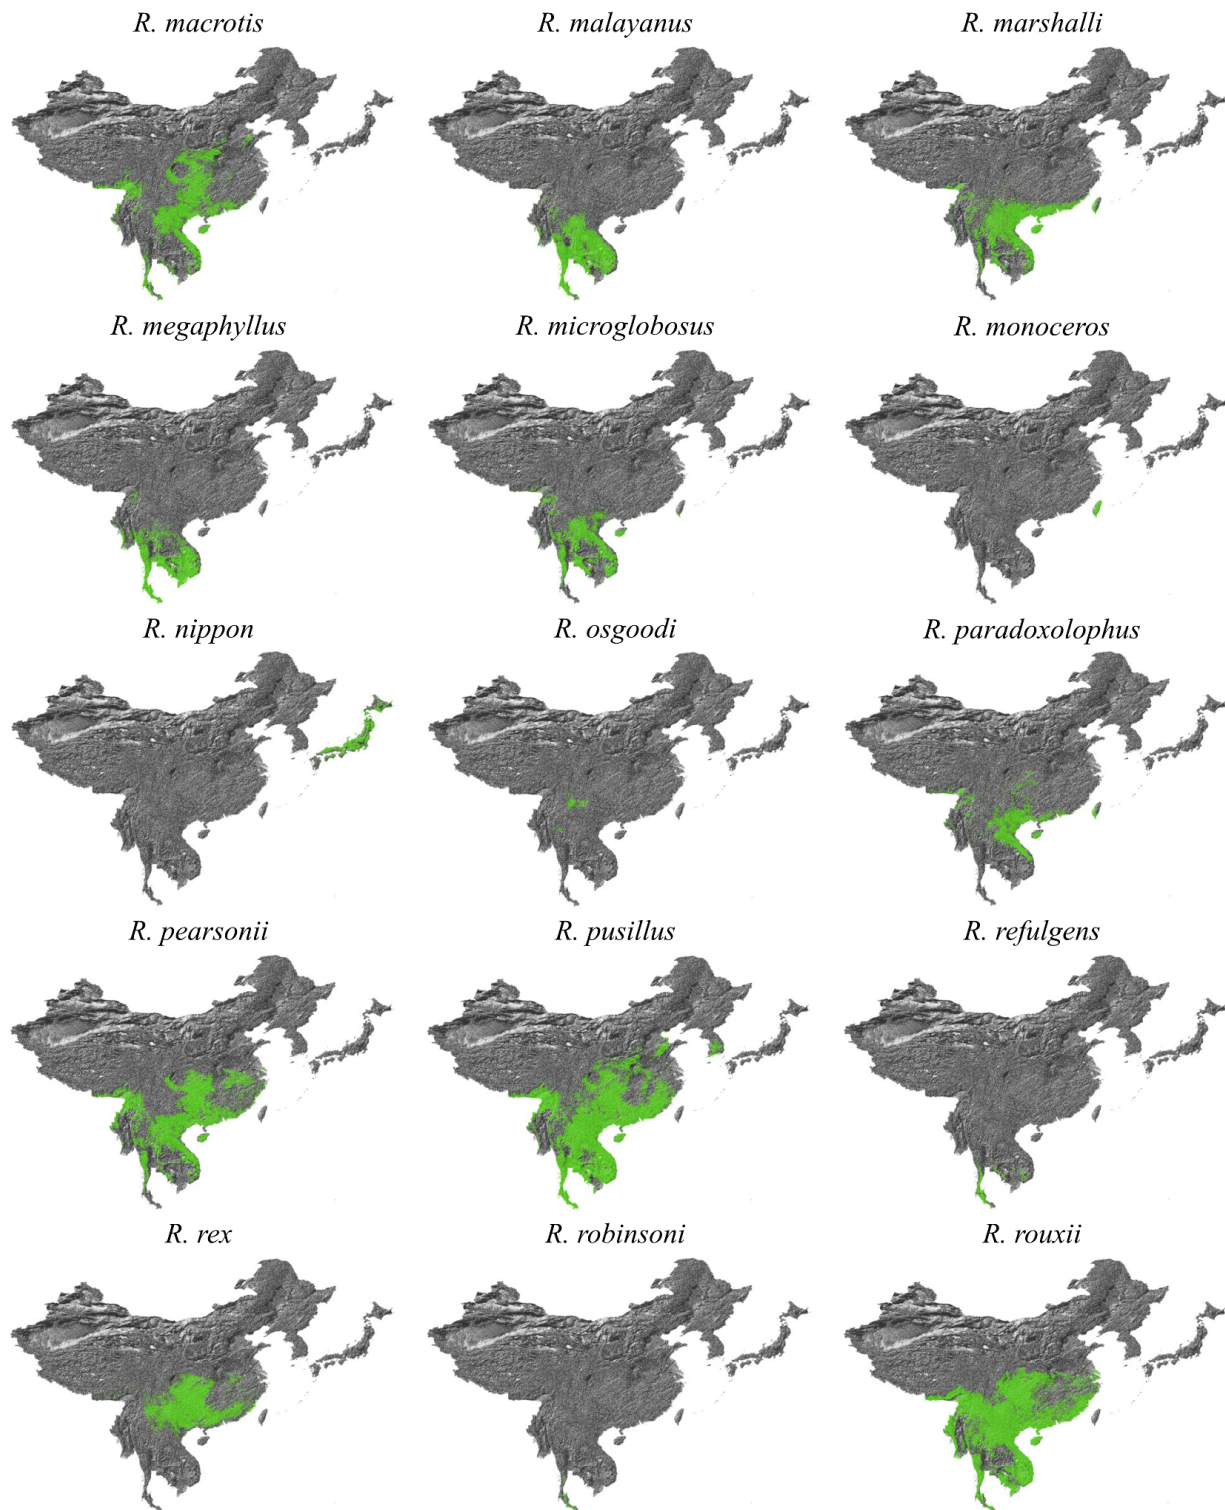 R. macrotis
R. malayanus
R. marshalli
R. megaphyllus
R. microglobosus
R. monoceros
R. nippon
R. osgoodi
R. paradoxolophus
R. pearsonii
R. pusillus
R. refulgens
R. rex
R. robinsoni
R. rouxii